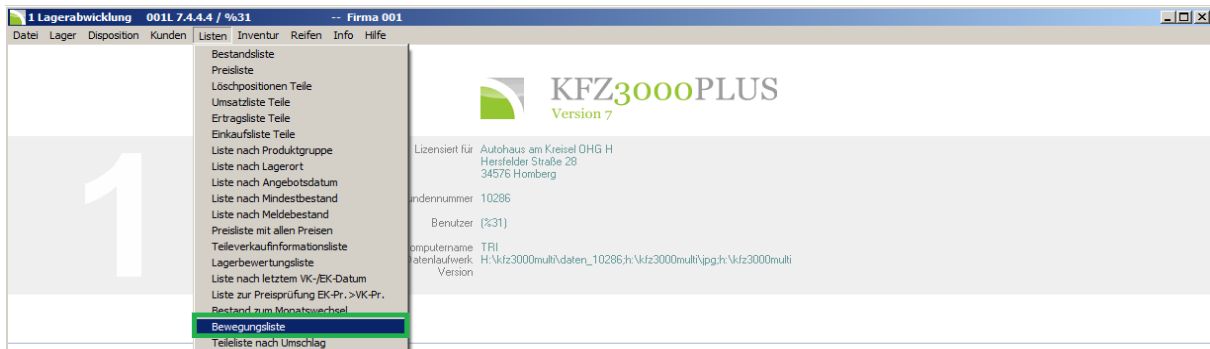 1 Lagerabwicklung 001L 7.4.4.4 / %31 -- Firma 001
Datei Lager Disposition Kunden Listen Inventur Reifen Info Hilfe
Bestandsliste
Preisliste
Löschpositionen Teile
Umsatzliste Teile
Ertragsliste Teile
Einkaufsliste Teile
Liste nach Produktgruppe
Liste nach Lagerort
Liste nach Angebotsdatum
Liste nach Mindestbestand
Liste nach Meldebestand
Preisliste mit allen Preisen
Teileverkaufinformationsliste
Lagerbewertungsliste
Liste nach letztem VK-/EK-Datum
Liste zur Preisprüfung EK-Pr.>VK-Pr.
Bestand zum Monatswechsel
Bewegungsliste
Teileliste nach Umschlag
KFZ3000PLUS
Version 7
1
Lizensiert für Autohaus am Kreisel OHG H
Hersfelder Straße 28
34576 Homberg
undennummer 10286
Benutzer (%31)
omputername TRI
Datenlaufwerk H:\kfz3000multi\daten_10286;h:\kfz3000multi\jpg;h:\kfz3000multi
Version